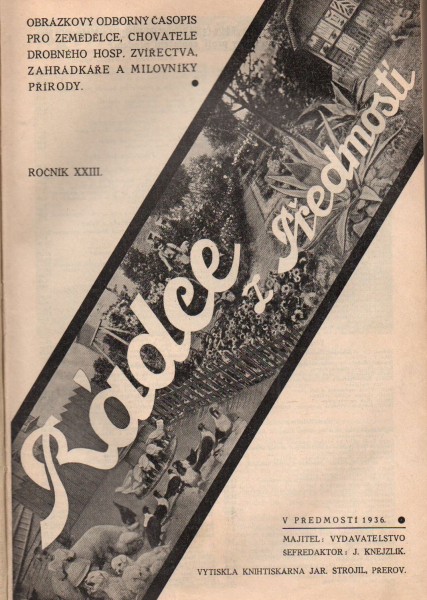 OBRÁZKOVÝ ODBORNÝ ČASOPIS
PRO ZEMĚDĚLCE, CHOVATELE
DROBNÉHO HOSP. ZVÍŘECTVA,
ZAHRÁDKÁŘE A MILOVNÍKY
PŘÍRODY.
ROČNÍK XXIII.
Rádce
z Předmostí
V PŘEDMOSTÍ 1936.
MAJITEL: VYDAVATELSTVO
ŠEFREDAKTOR: J. KNEJZLÍK.
VYTISKLA KNIHTISKÁRNA JAR. STROJIL, PŘEROV.